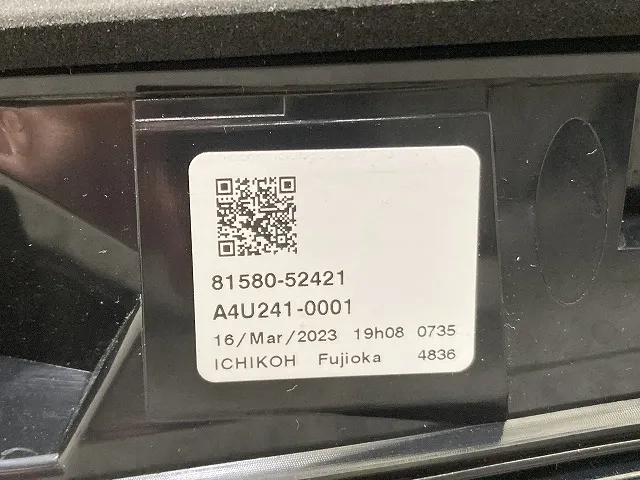 81580-52421
A4U241-0001
16/Mar/2023 19h08 0735
ICHIKOH Fujioka 4836